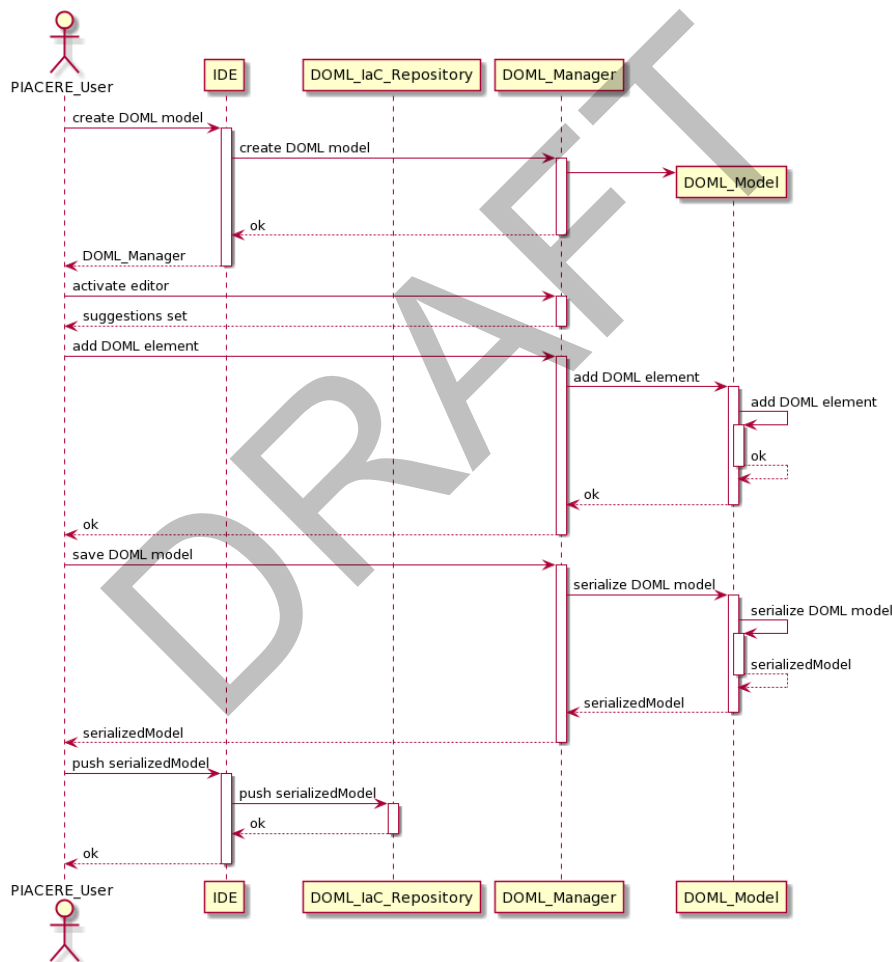 PIACERE_User
IDE
DOML_IaC_Repository
DOML_Manager
create DOML model
create DOML model
DOML_Model
ok
DOML_Manager
activate editor
suggestions set
add DOML element
add DOML element
add DOML element
ok
ok
ok
save DOML model
serialize DOML model
serialize DOML model
serializedModel
serializedModel
serializedModel
push serializedModel
push serializedModel
ok
ok
PIACERE_User
IDE
DOML_IaC_Repository
DOML_Manager
DOML_Model
DRAFT